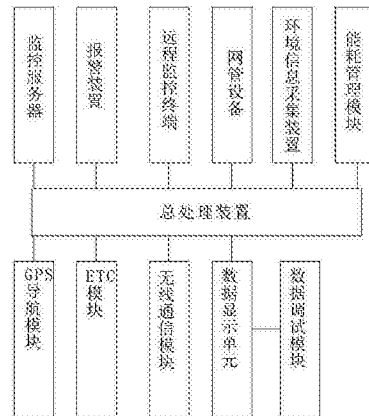 监控服务器
报警装置
远程监控终端
网管设备
环境信息采集装置
能耗管理模块
总处理装置
GPS导航模块
ETC模块
无线通信模块
数据显示单元
数据调试模块